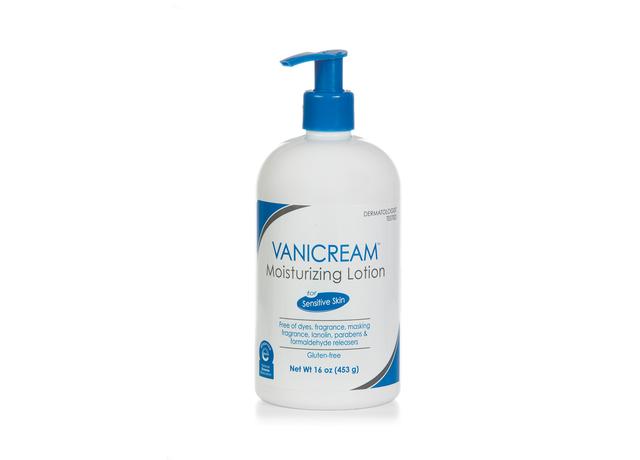 DERMATOLOGIST
TESTED
VANICREAM™
Moisturizing Lotion
for
Sensitive Skin
Free of dyes, fragrance, masking
fragrance, lanolin, parabens &
formaldehyde releasers
Gluten-free
Net Wt 16 oz (453 g)
e